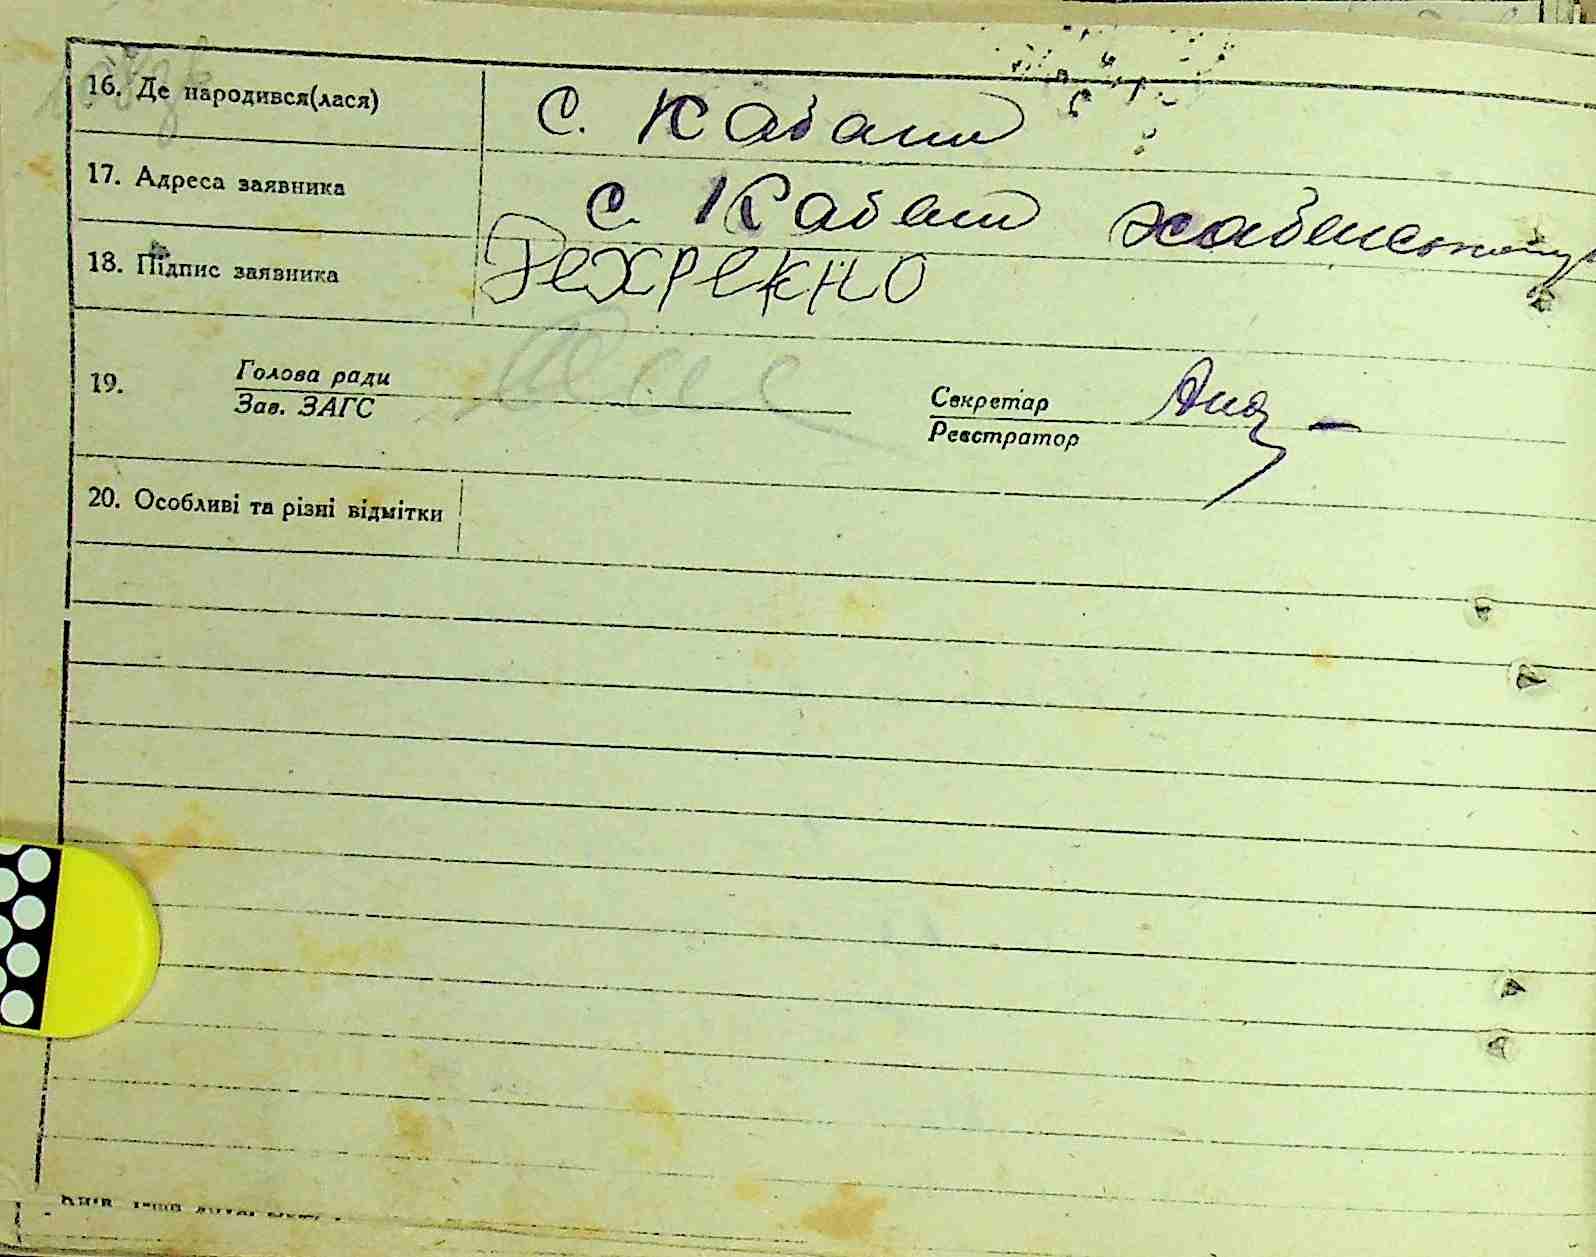 16. Де народився(лася) с. Кабани
17. Адреса заявника с. Кабани хабенського
18. Підпис заявника
19. Голова ради
Зав. ЗАГС
Секретар
Реєстратор
20. Особливі та різні відмітки